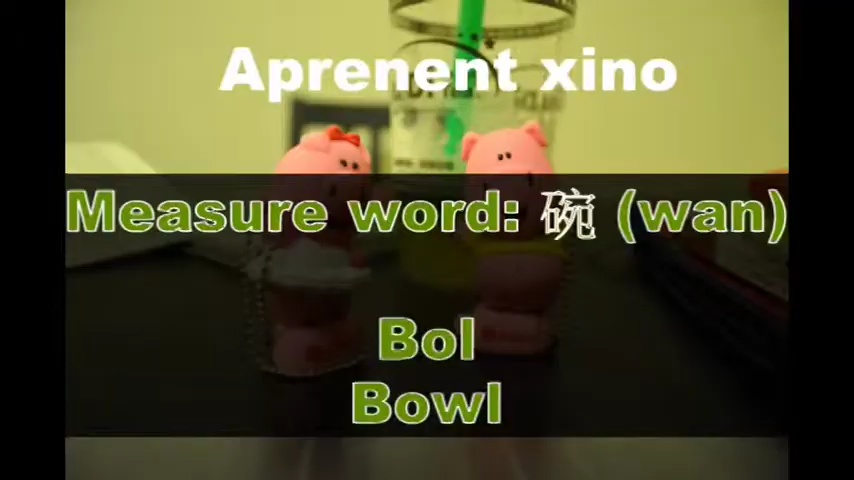 Aprenent xino
Measure word: 碗 (wan)
Bol
Bowl